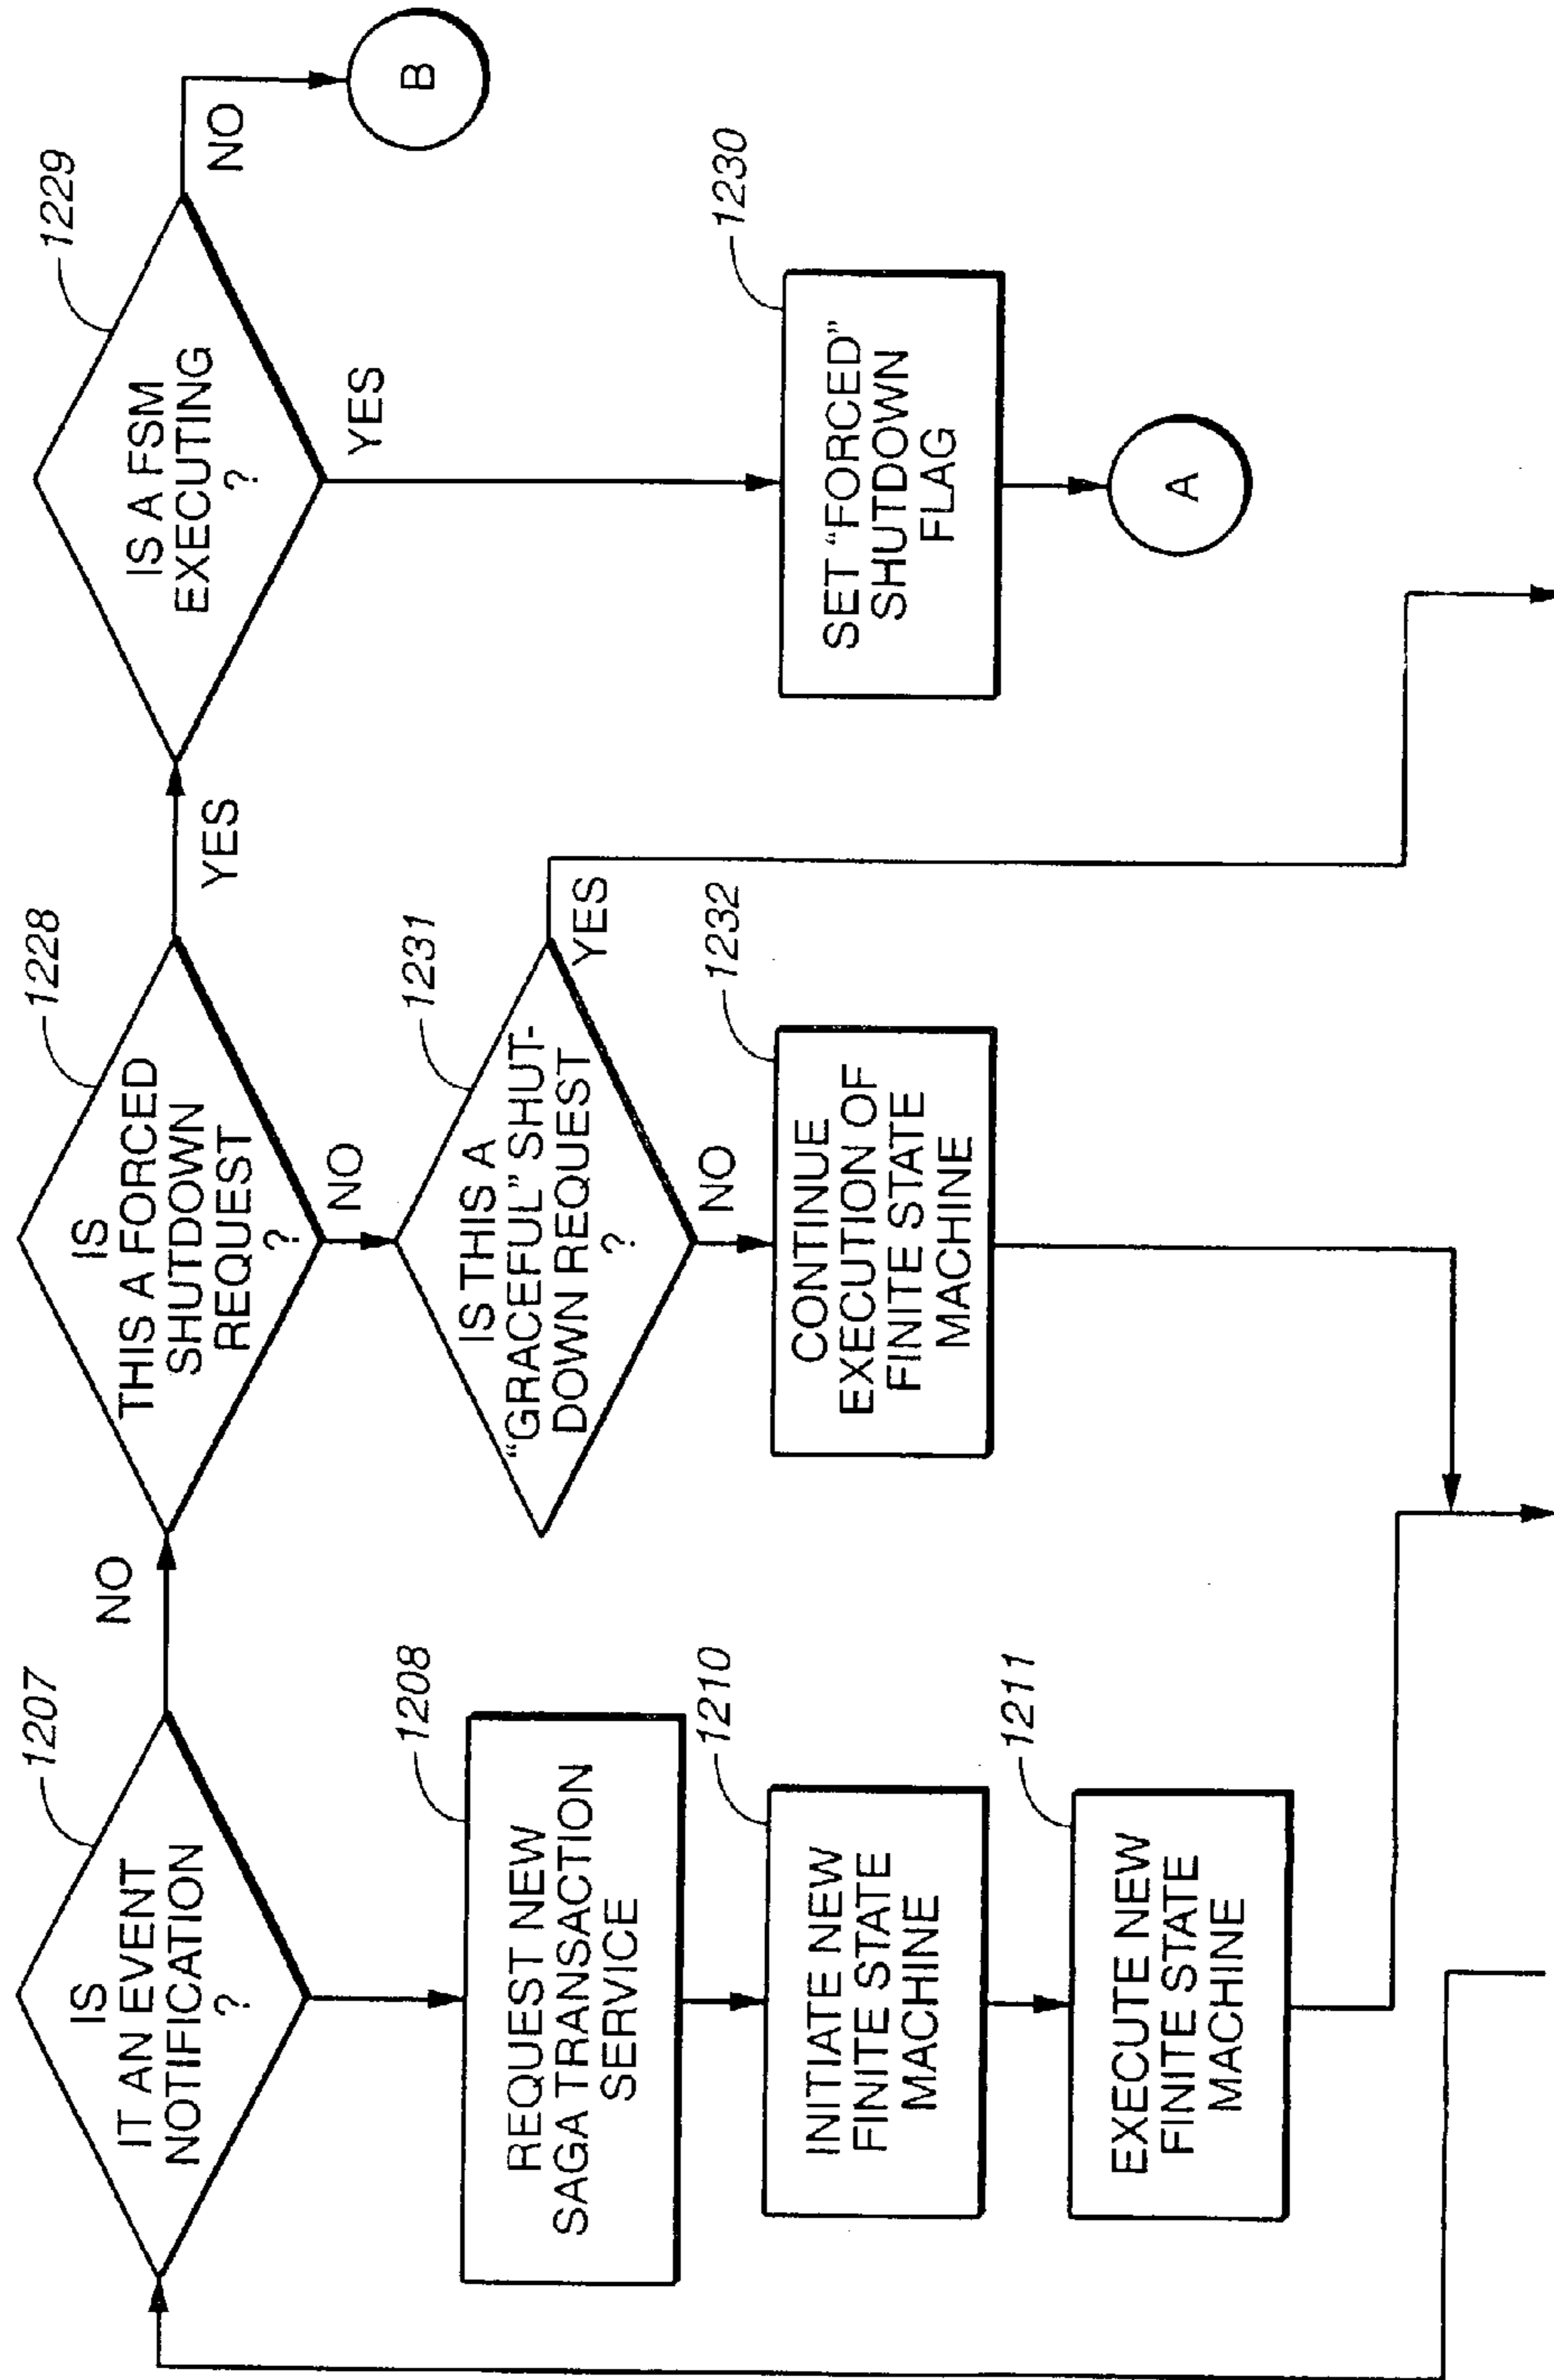 1207
IS
IT AN EVENT
NOTIFICATION
?
NO
1208
REQUEST NEW
SAGA TRANSACTION
SERVICE
1210
INITIATE NEW
FINITE STATE
MACHINE
1211
EXECUTE NEW
FINITE STATE
MACHINE
1228
IS
THIS A FORCED
SHUTDOWN
REQUEST
?
YES
NO
1231
IS THIS A
“GRACEFUL” SHUT-
DOWN REQUEST
?
YES
NO
1232
CONTINUE
EXECUTION OF
FINITE STATE
MACHINE
1229
IS A FSM
EXECUTING
?
NO
B
YES
1230
SET “FORCED”
SHUTDOWN
FLAG
A